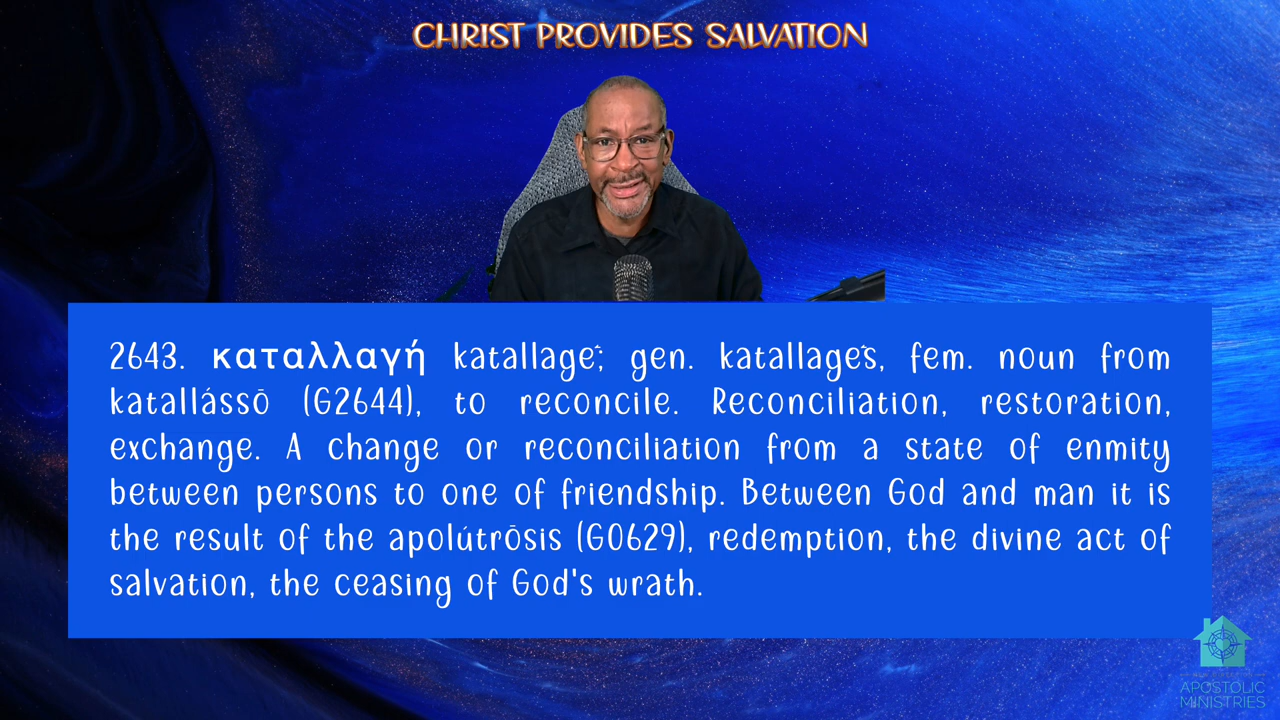 CHRIST PROVIDES SALVATION
2643. καταλλαγή katallagḗ; gen. katallagḗs, fem. noun from
katallássō (G2644), to reconcile. Reconciliation, restoration,
exchange. A change or reconciliation from a state of enmity
between persons to one of friendship. Between God and man it is
the result of the apolútrōsis (G0629), redemption, the divine act of
salvation, the ceasing of God's wrath.
APOSTOLIC
MINISTRIES